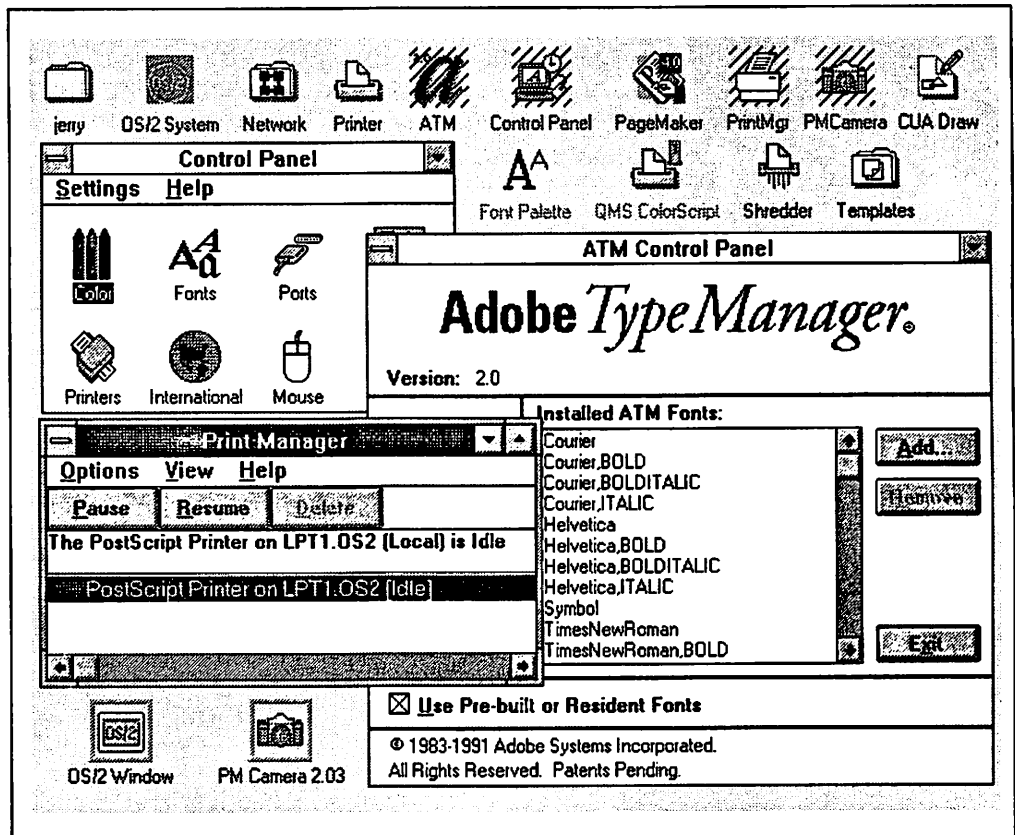 jerry
OS/2 System
Network
Printer
ATM
Control Panel
PageMaker
PrintMgr
PMCamera
CUA Draw
Font Palette
QMS ColorScript
Shredder
Templates
Control Panel
Settings Help
Color
Fonts
Ports
Printers
International
Mouse
ATM Control Panel
Adobe Type Manager®
Version: 2.0
Installed ATM Fonts:
Courier
Courier,BOLD
Courier,BOLDITALIC
Courier,ITALIC
Helvetica
Helvetica,BOLD
Helvetica,BOLDITALIC
Helvetica,ITALIC
Symbol
TimesNewRoman
TimesNewRoman,BOLD
Add...
Remove
Exit
Use Pre-built or Resident Fonts
© 1983-1991 Adobe Systems Incorporated.
All Rights Reserved. Patents Pending.
Print Manager
Options View Help
Pause Resume Delete
The PostScript Printer on LPT1.OS2 (Local) is Idle
PostScript Printer on LPT1.OS2 [Idle]
OS/2
OS/2 Window
PM Camera 2.03